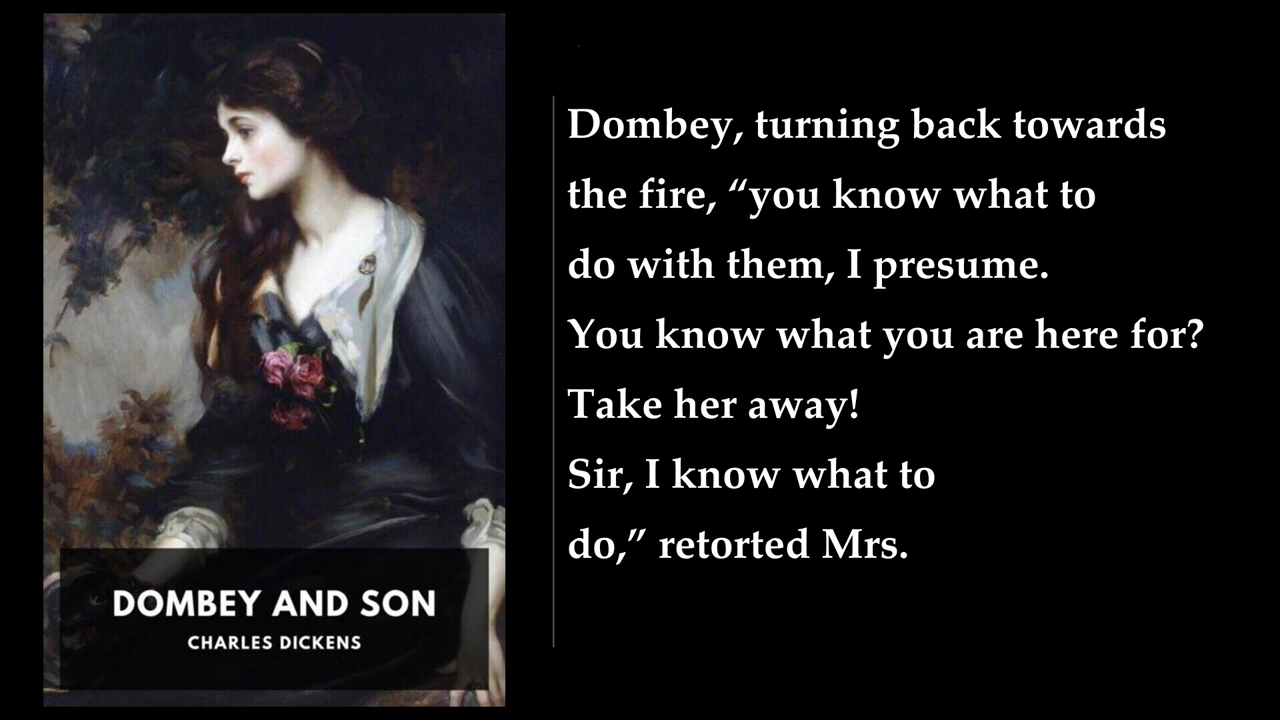 DOMBEY AND SON
CHARLES DICKENS
Dombey, turning back towards
the fire, “you know what to
do with them, I presume.
You know what you are here for?
Take her away!
Sir, I know what to
do,” retorted Mrs.